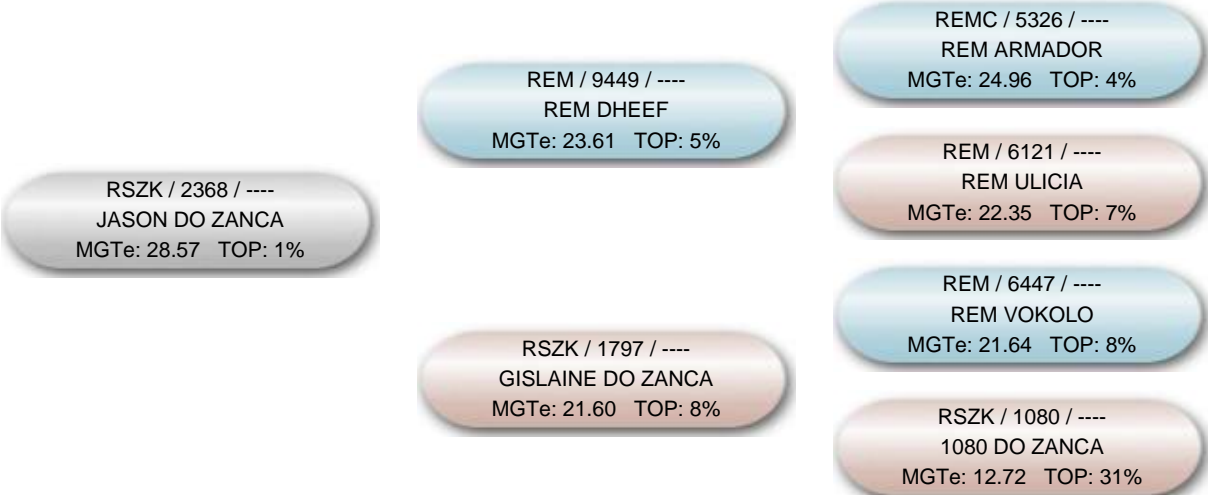 RSZK / 2368 / ----
JASON DO ZANCA
MGTe: 28.57 TOP: 1%
REM / 9449 / ----
REM DHEEF
MGTe: 23.61 TOP: 5%
RSZK / 1797 / ----
GISLAINE DO ZANCA
MGTe: 21.60 TOP: 8%
REMC / 5326 / ----
REM ARMADOR
MGTe: 24.96 TOP: 4%
REM / 6121 / ----
REM ULICIA
MGTe: 22.35 TOP: 7%
REM / 6447 / ----
REM VOKOLO
MGTe: 21.64 TOP: 8%
RSZK / 1080 / ----
1080 DO ZANCA
MGTe: 12.72 TOP: 31%